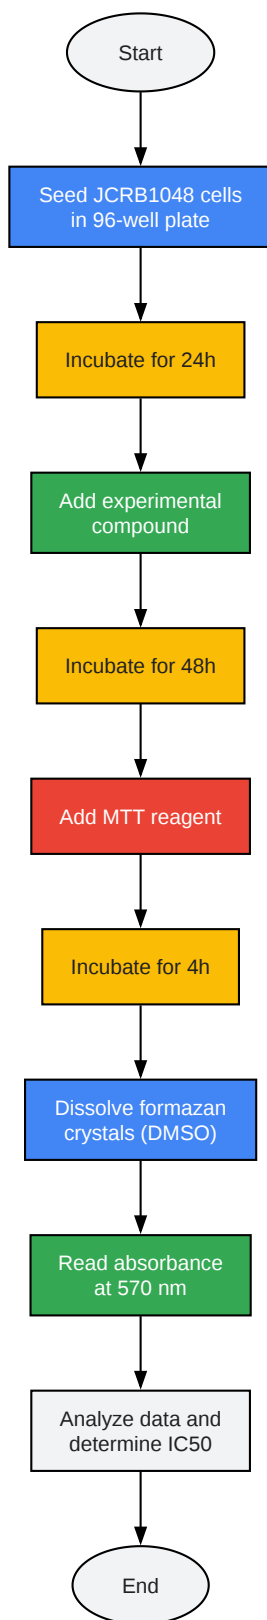 Start
Seed JCRB1048 cells
in 96-well plate
Incubate for 24h
Add experimental
compound
Incubate for 48h
Add MTT reagent
Incubate for 4h
Dissolve formazan
crystals (DMSO)
Read absorbance
at 570 nm
Analyze data and
determine IC50
End